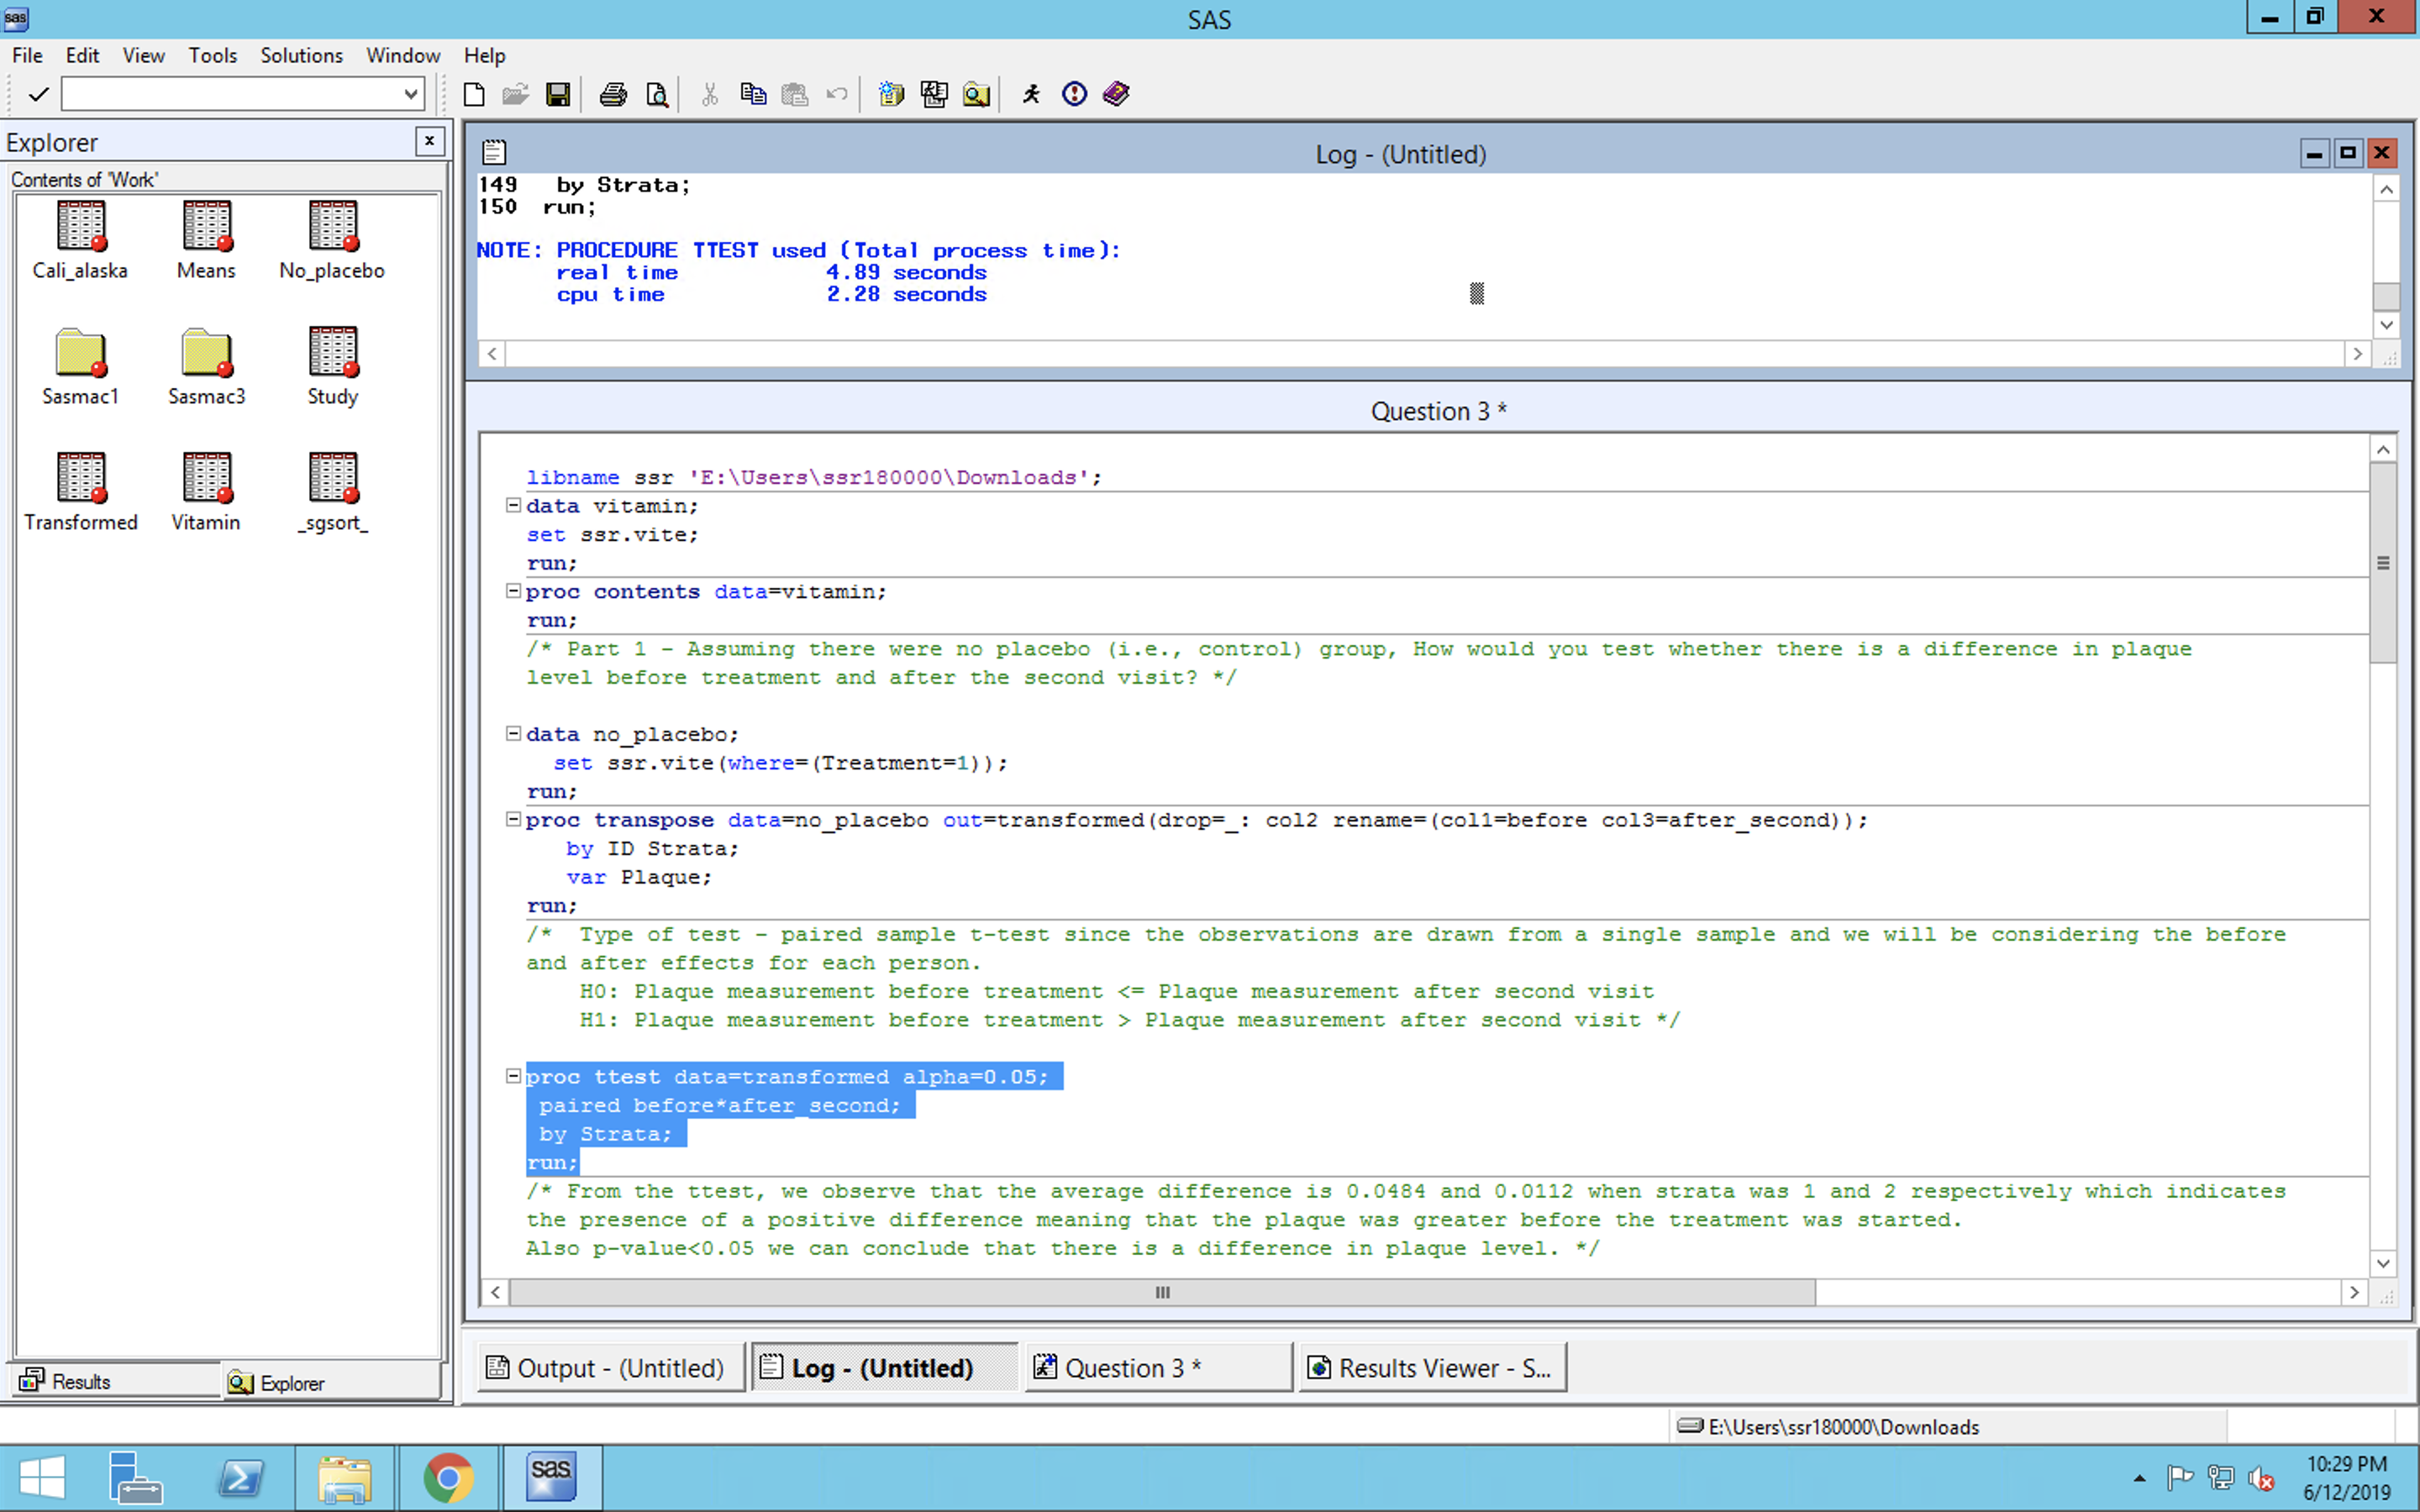 sas
SAS
File Edit View Tools Solutions Window Help
Explorer
Contents of 'Work'
Cali_alaska Means No_placebo
Sasmac1 Sasmac3 Study
Transformed Vitamin _sgsort_
Results Explorer
Log - (Untitled)
149   by Strata;
150  run;
NOTE: PROCEDURE TTEST used (Total process time):
real time           4.89 seconds
cpu time            2.28 seconds
Question 3 *
libname ssr 'E:\Users\ssr180000\Downloads';
data vitamin;
set ssr.vite;
run;
proc contents data=vitamin;
run;
/* Part 1 - Assuming there were no placebo (i.e., control) group, How would you test whether there is a difference in plaque
level before treatment and after the second visit? */
data no_placebo;
set ssr.vite(where=(Treatment=1));
run;
proc transpose data=no_placebo out=transformed(drop=_: col2 rename=(col1=before col3=after_second));
by ID Strata;
var Plaque;
run;
/*  Type of test - paired sample t-test since the observations are drawn from a single sample and we will be considering the before
and after effects for each person.
H0: Plaque measurement before treatment <= Plaque measurement after second visit
H1: Plaque measurement before treatment > Plaque measurement after second visit */
proc ttest data=transformed alpha=0.05;
paired before*after_second;
by Strata;
run;
/* From the ttest, we observe that the average difference is 0.0484 and 0.0112 when strata was 1 and 2 respectively which indicates
the presence of a positive difference meaning that the plaque was greater before the treatment was started.
Also p-value<0.05 we can conclude that there is a difference in plaque level. */
Output - (Untitled) Log - (Untitled) Question 3 * Results Viewer - S...
E:\Users\ssr180000\Downloads
sas
10:29 PM
6/12/2019